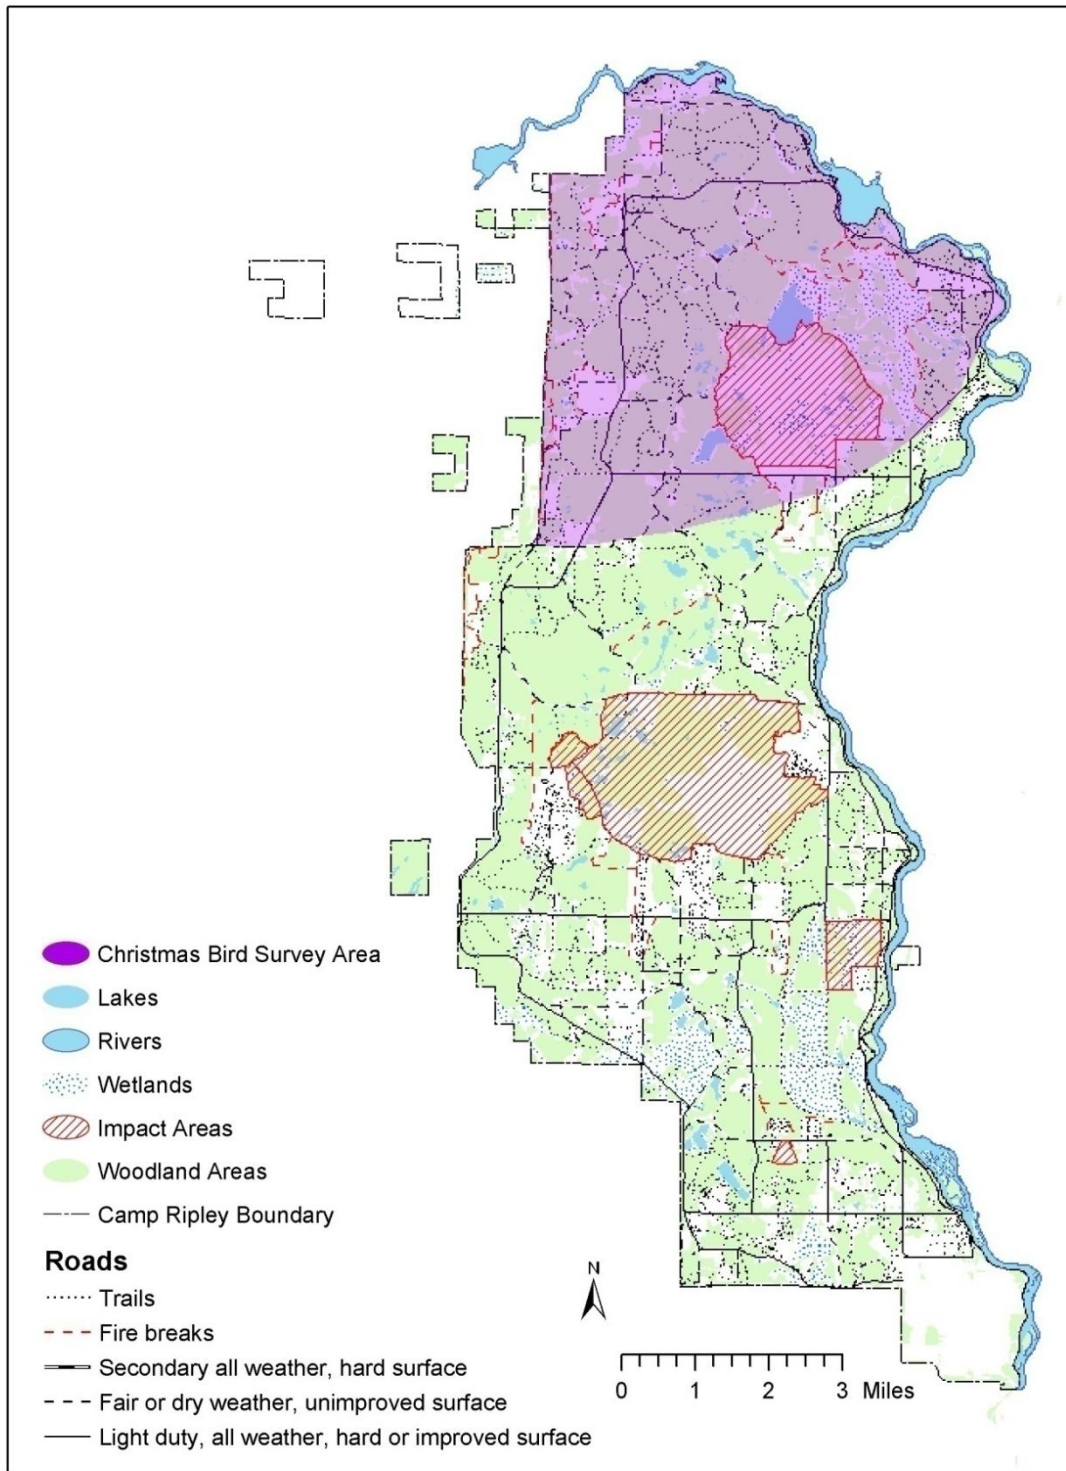 Christmas Bird Survey Area
Lakes
Rivers
Wetlands
Impact Areas
Woodland Areas
Camp Ripley Boundary
Roads
Trails
Fire breaks
Secondary all weather, hard surface
Fair or dry weather, unimproved surface
Light duty, all weather, hard or improved surface
N
0 1 2 3 Miles